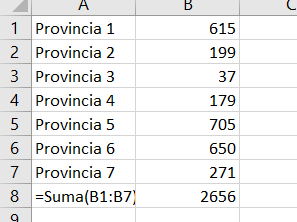 A B C
1 Provincia 1 615
2 Provincia 2 199
3 Provincia 3 37
4 Provincia 4 179
5 Provincia 5 705
6 Provincia 6 650
7 Provincia 7 271
8 =Suma(B1:B7) 2656
9